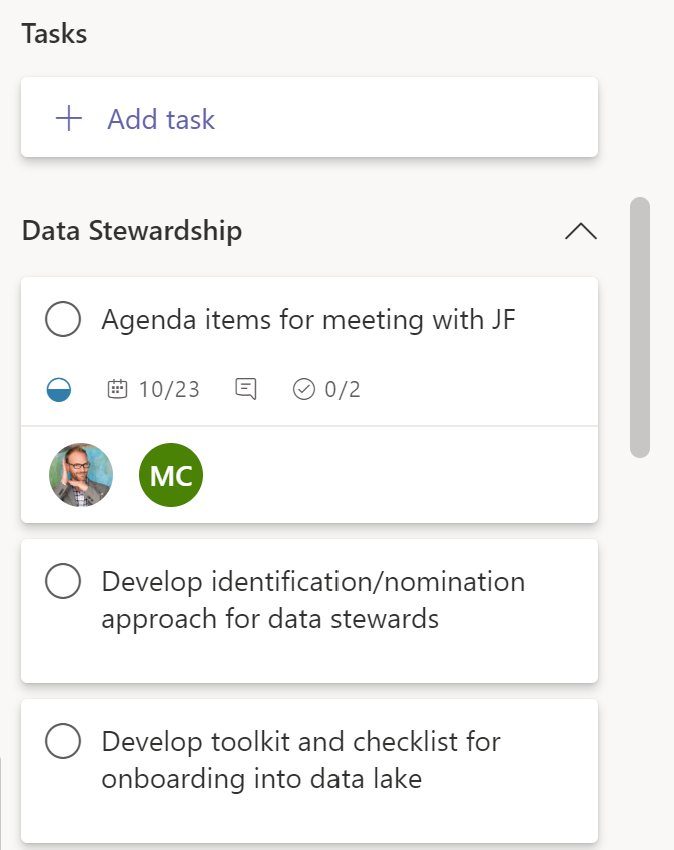 Tasks
Add task
Data Stewardship
Agenda items for meeting with JF
10/23
0/2
MC
Develop identification/nomination
approach for data stewards
Develop toolkit and checklist for
onboarding into data lake